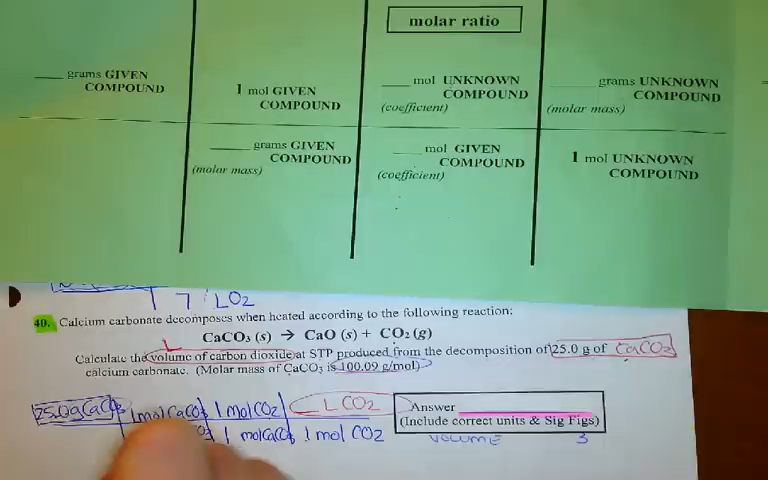 molar ratio
____ grams GIVEN COMPOUND
1 mol GIVEN COMPOUND
____ mol UNKNOWN COMPOUND
(coefficient)
____ grams UNKNOWN COMPOUND
(molar mass)
____ grams GIVEN COMPOUND
(molar mass)
____ mol GIVEN COMPOUND
(coefficient)
1 mol UNKNOWN COMPOUND
7 / LO2
40. Calcium carbonate decomposes when heated according to the following reaction:
CaCO₃ (s) → CaO (s) + CO₂ (g)
L
Calculate the volume of carbon dioxide at STP produced from the decomposition of 25.0 g of CaCO3
calcium carbonate. (Molar mass of CaCO₃ is 100.09 g/mol)
25.0g CaCO3 1 mol CaCO3 1 mol CO2 L CO2
1 mol CaCO3 1 mol CO2
Answer ____
(Include correct units & Sig Figs)
VOLUME 3